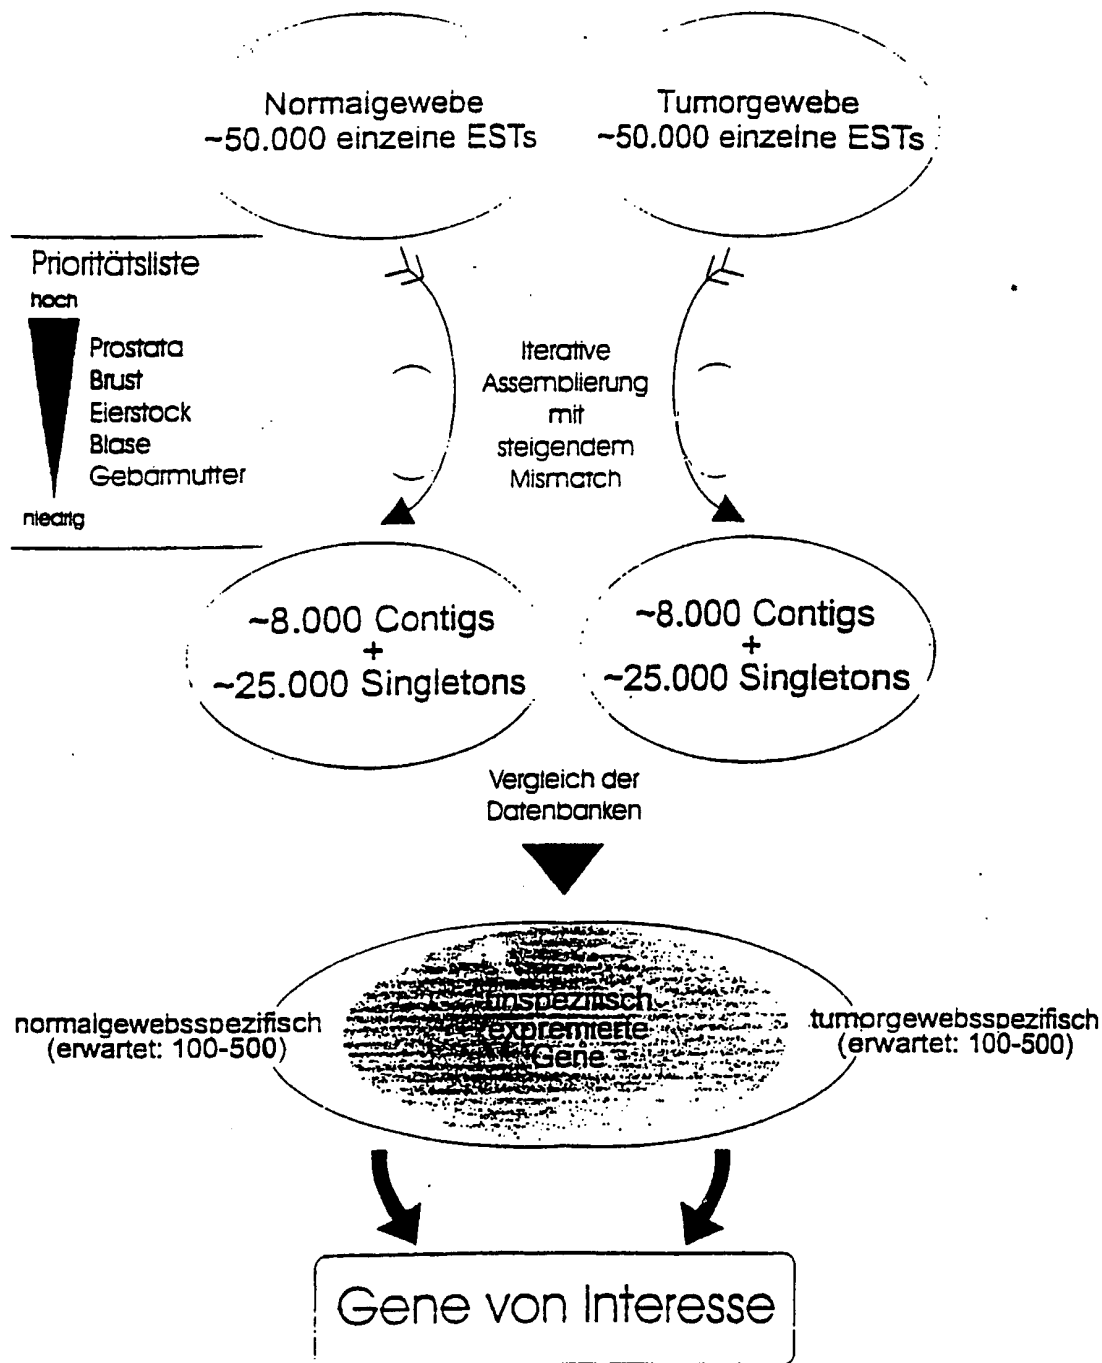 Normalgewebe
~50.000 einzelne ESTs
Tumorgewebe
~50.000 einzelne ESTs
Prioritätsliste
hoch
Prostata
Brust
Eierstock
Blase
Gebärmutter
niedrig
Iterative
Assemblierung
mit
steigendem
Mismatch
~8.000 Contigs
+
~25.000 Singletons
~8.000 Contigs
+
~25.000 Singletons
Vergleich der
Datenbanken
normalgewebsspezifisch
(erwartet: 100-500)
unspezifisch
expremierte
Gene
tumorgewebsspezifisch
(erwartet: 100-500)
Gene von Interesse